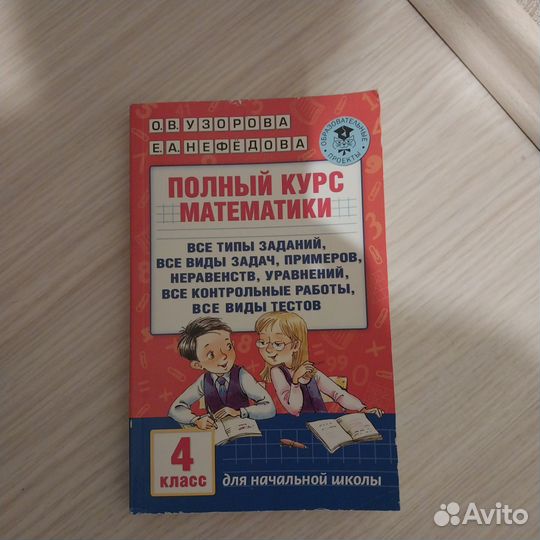 О.В. УЗОРОВА
Е.А. НЕФЁДОВА
ОБРАЗОВАТЕЛЬНЫЕ
ПРОЕКТЫ
ПОЛНЫЙ КУРС
МАТЕМАТИКИ
ВСЕ ТИПЫ ЗАДАНИЙ,
ВСЕ ВИДЫ ЗАДАЧ, ПРИМЕРОВ,
НЕРАВЕНСТВ, УРАВНЕНИЙ,
ВСЕ КОНТРОЛЬНЫЕ РАБОТЫ,
ВСЕ ВИДЫ ТЕСТОВ
4
класс
для начальной школы
Avito